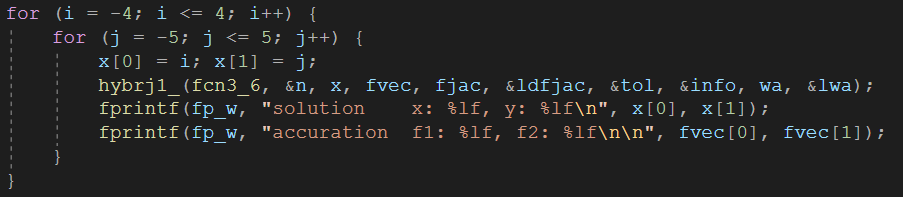 for (i = -4; i <= 4; i++) {
    for (j = -5; j <= 5; j++) {
        x[0] = i; x[1] = j;
        hybrj1_(fcn3_6, &n, x, fvec, fjac, &ldfjac, &tol, &info, wa, &lwa);
        fprintf(fp_w, "solution    x: %lf, y: %lf\n", x[0], x[1]);
        fprintf(fp_w, "accuration  f1: %lf, f2: %lf\n\n", fvec[0], fvec[1]);
    }
}